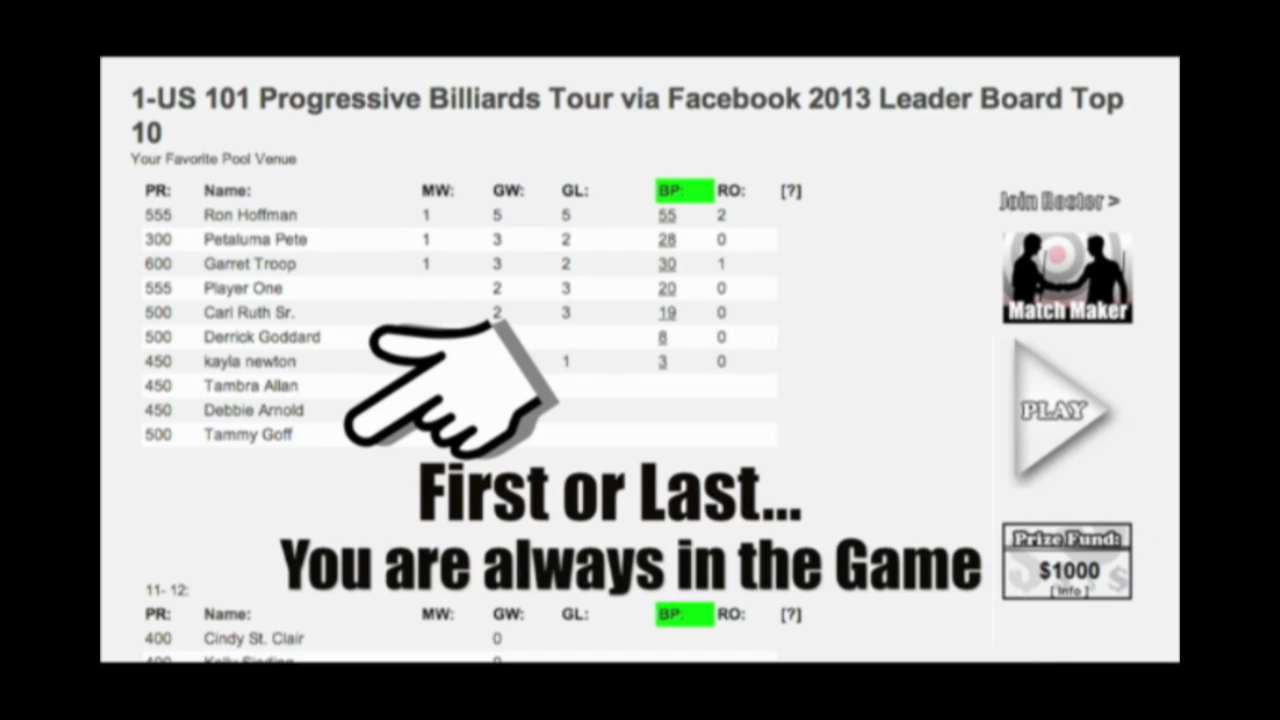 1-US 101 Progressive Billiards Tour via Facebook 2013 Leader Board Top
10
Your Favorite Pool Venue
PR: Name: MW: GW: GL: BP: RO: [?]
555 Ron Hoffman 1 5 5 55 2
300 Petaluma Pete 1 3 2 28 0
600 Garret Troop 1 3 2 30 1
555 Player One 2 3 20 0
500 Carl Ruth Sr. 2 3 19 0
500 Derrick Goddard 8 0
450 kayla newton 1 3 0
450 Tambra Allan
450 Debbie Arnold
500 Tammy Goff
Join Roster >
Match Maker
PLAY
First or Last...
You are always in the Game
Prize Fund:
$1000
[ Info ]
11- 12:
PR: Name: MW: GW: GL: BP: RO: [?]
400 Cindy St. Clair 0
400 Kelly 0